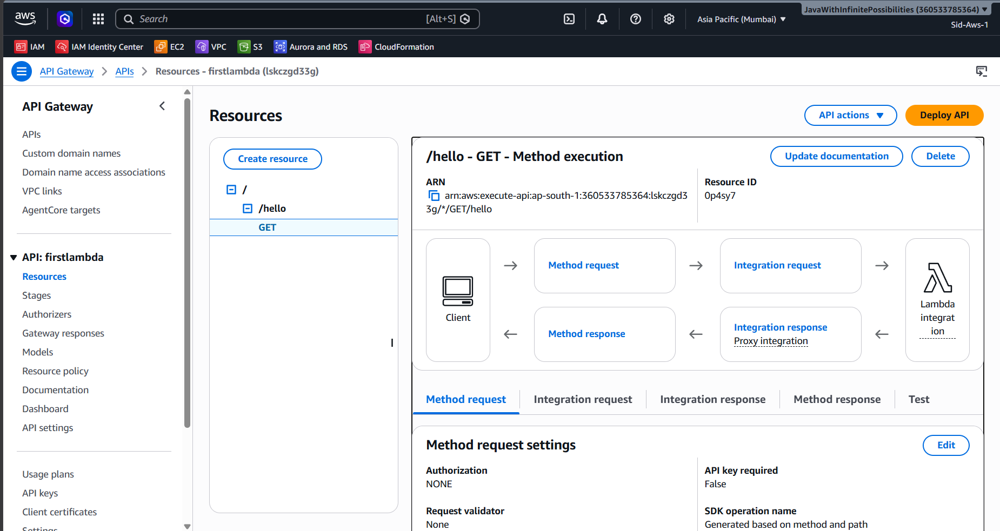 JavaWithInfinitePossibilities (360533785364) ▼
aws
Search
[Alt+S]
Asia Pacific (Mumbai) ▼
Sid-Aws-1
IAM
IAM Identity Center
EC2
VPC
S3
Aurora and RDS
CloudFormation
API Gateway
APIs
Resources - firstlambda (lskczgd33g)
API Gateway
APIs
Custom domain names
Domain name access associations
VPC links
AgentCore targets
API: firstlambda
Resources
Stages
Authorizers
Gateway responses
Models
Resource policy
Documentation
Dashboard
API settings
Usage plans
API keys
Client certificates
Settings
Resources
API actions ▼
Deploy API
Create resource
/
/hello
GET
/hello - GET - Method execution
Update documentation
Delete
ARN
arn:aws:execute-api:ap-south-1:360533785364:lskczgd3
3g/*/GET/hello
Resource ID
0p4sy7
Client
Method request
Integration request
Lambda
integrat
ion
Method response
Integration response
Proxy integration
Method request
Integration request
Integration response
Method response
Test
Method request settings
Edit
Authorization
NONE
API key required
False
Request validator
None
SDK operation name
Generated based on method and path